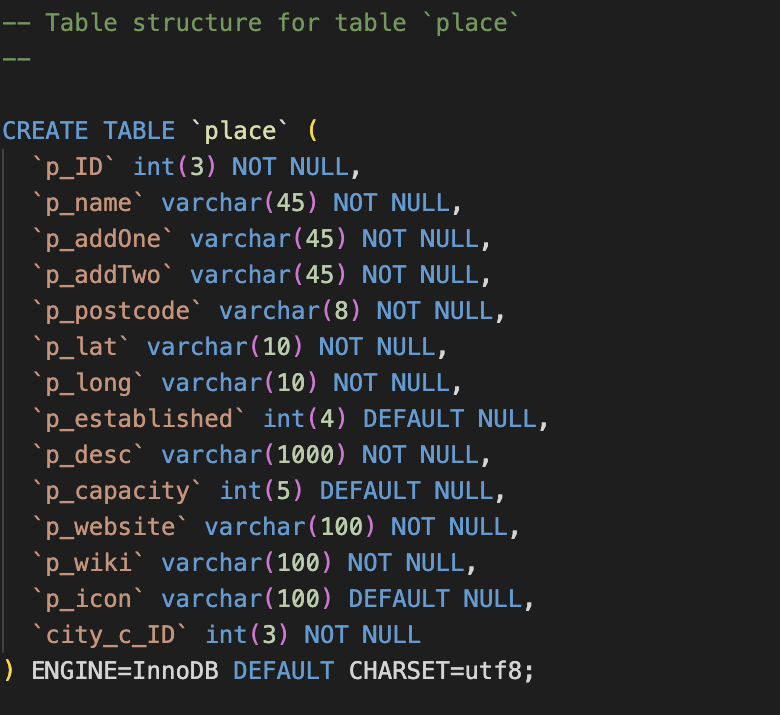 -- Table structure for table `place`
--
CREATE TABLE `place` (
`p_ID` int(3) NOT NULL,
`p_name` varchar(45) NOT NULL,
`p_addOne` varchar(45) NOT NULL,
`p_addTwo` varchar(45) NOT NULL,
`p_postcode` varchar(8) NOT NULL,
`p_lat` varchar(10) NOT NULL,
`p_long` varchar(10) NOT NULL,
`p_established` int(4) DEFAULT NULL,
`p_desc` varchar(1000) NOT NULL,
`p_capacity` int(5) DEFAULT NULL,
`p_website` varchar(100) NOT NULL,
`p_wiki` varchar(100) NOT NULL,
`p_icon` varchar(100) DEFAULT NULL,
`city_c_ID` int(3) NOT NULL
) ENGINE=InnoDB DEFAULT CHARSET=utf8;